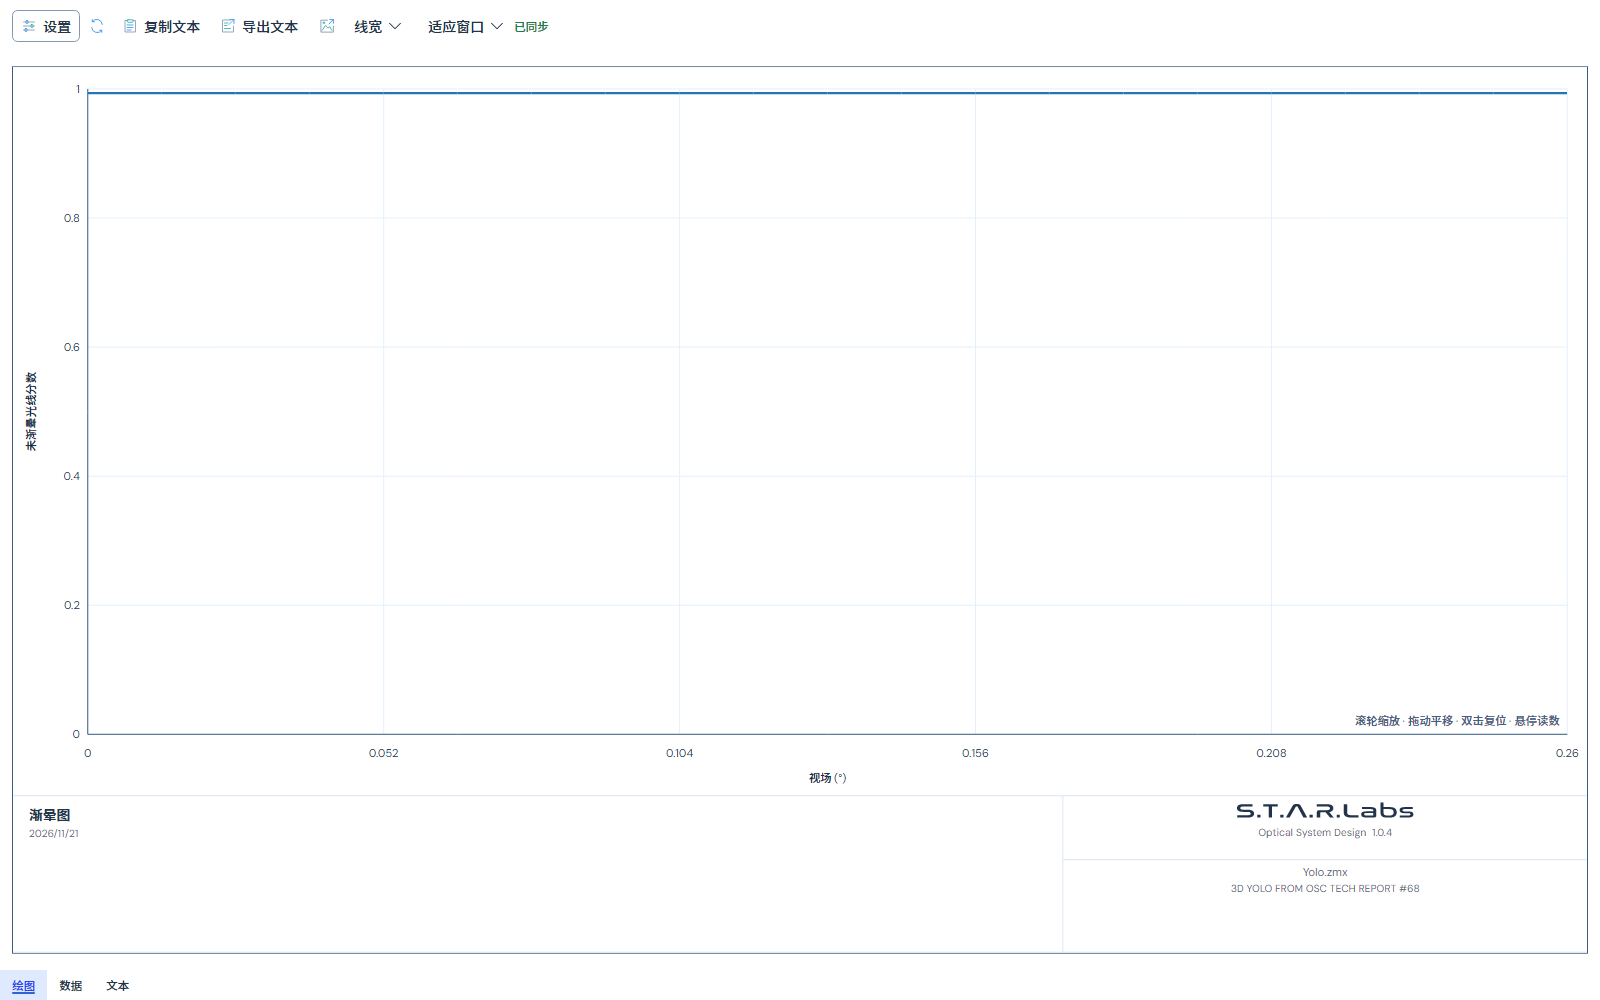 设置 复制文本 导出文本 线宽 适应窗口 已同步
1
0.8
0.6
0.4
0.2
0
未渐晕光线分数
滚轮缩放 · 拖动平移 · 双击复位 · 悬停读数
0 0.052 0.104 0.156 0.208 0.26
视场 (°)
渐晕图
2026/11/21
S.T.A.R.Labs
Optical System Design 1.0.4
Yolo.zmx
3D YOLO FROM OSC TECH REPORT #68
绘图 数据 文本